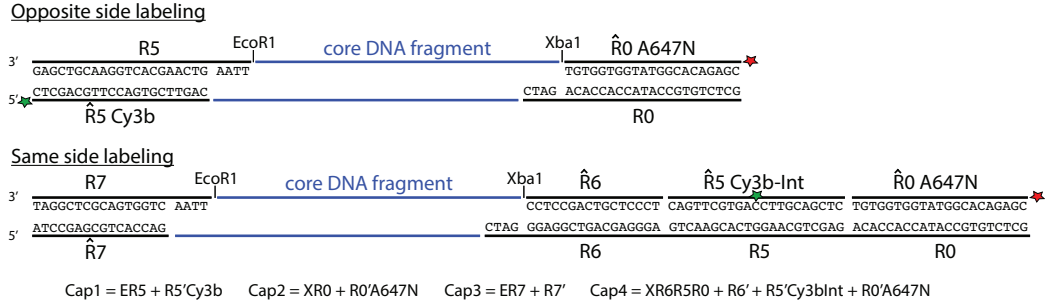 Opposite side labeling
R5 EcoR1 core DNA fragment Xba1 R̂0 A647N
3′ GAGCTGCAAGGTCACGAACTG AATT TGTGGTGGTATGGCACAGAGC
5′ CTCGACGTTCCAGTGCTTGAC CTAG ACACCACCATACCGTGTCTCG
R̂5 Cy3b R0
Same side labeling
R7 EcoR1 core DNA fragment Xba1 R̂6 R̂5 Cy3b-Int R̂0 A647N
3′ TAGGCTCGCAGTGGTC AATT CCTCCGACTGCTCCCT CAGTTCGTGACCTTGCAGCTC TGTGGTGGTATGGCACAGAGC
5′ ATCCGAGCGTCACCAG CTAG GGAGGCTGACGAGGGA GTCAAGCACTGGAACGTCGAG ACACCACCATACCGTGTCTCG
R̂7 R6 R5 R0
Cap1 = ER5 + R5′Cy3b Cap2 = XR0 + R0′A647N Cap3 = ER7 + R7′ Cap4 = XR6R5R0 + R6′ + R5′Cy3bInt + R0′A647N